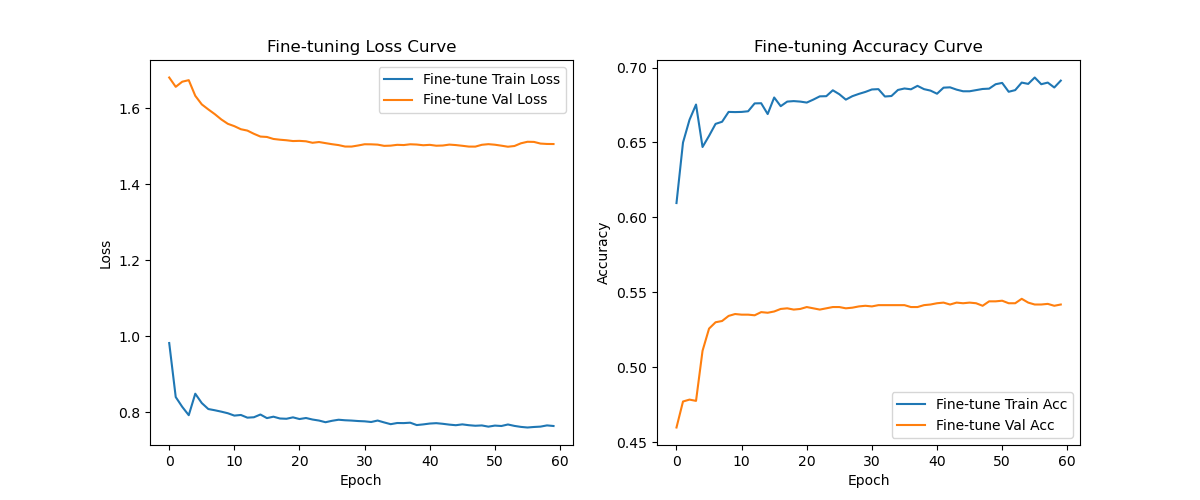 Fine-tuning Loss Curve
Loss
1.6
1.4
1.2
1.0
0.8
Fine-tune Train Loss
Fine-tune Val Loss
0 10 20 30 40 50 60
Epoch
Fine-tuning Accuracy Curve
Accuracy
0.70
0.65
0.60
0.55
0.50
0.45
Fine-tune Train Acc
Fine-tune Val Acc
0 10 20 30 40 50 60
Epoch